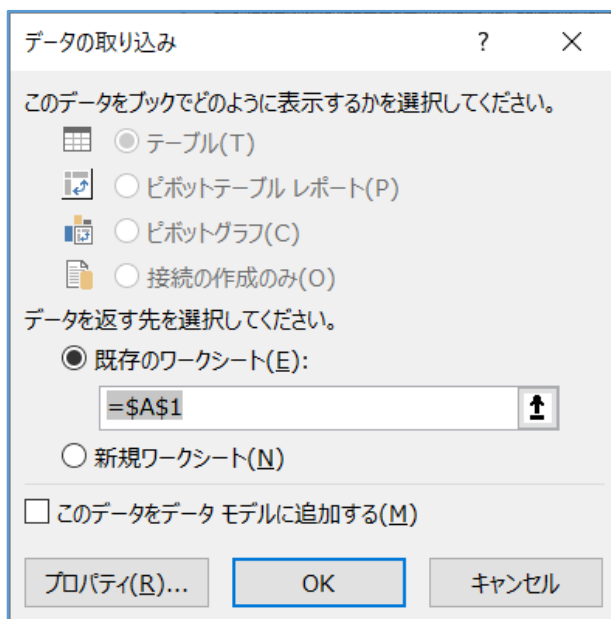 データの取り込み ? ×
このデータをブックでどのように表示するかを選択してください。
テーブル(T)
ピボットテーブル レポート(P)
ピボットグラフ(C)
接続の作成のみ(O)
データを返す先を選択してください。
既存のワークシート(E):
=$A$1
新規ワークシート(N)
このデータをデータ モデルに追加する(M)
プロパティ(R)... OK キャンセル